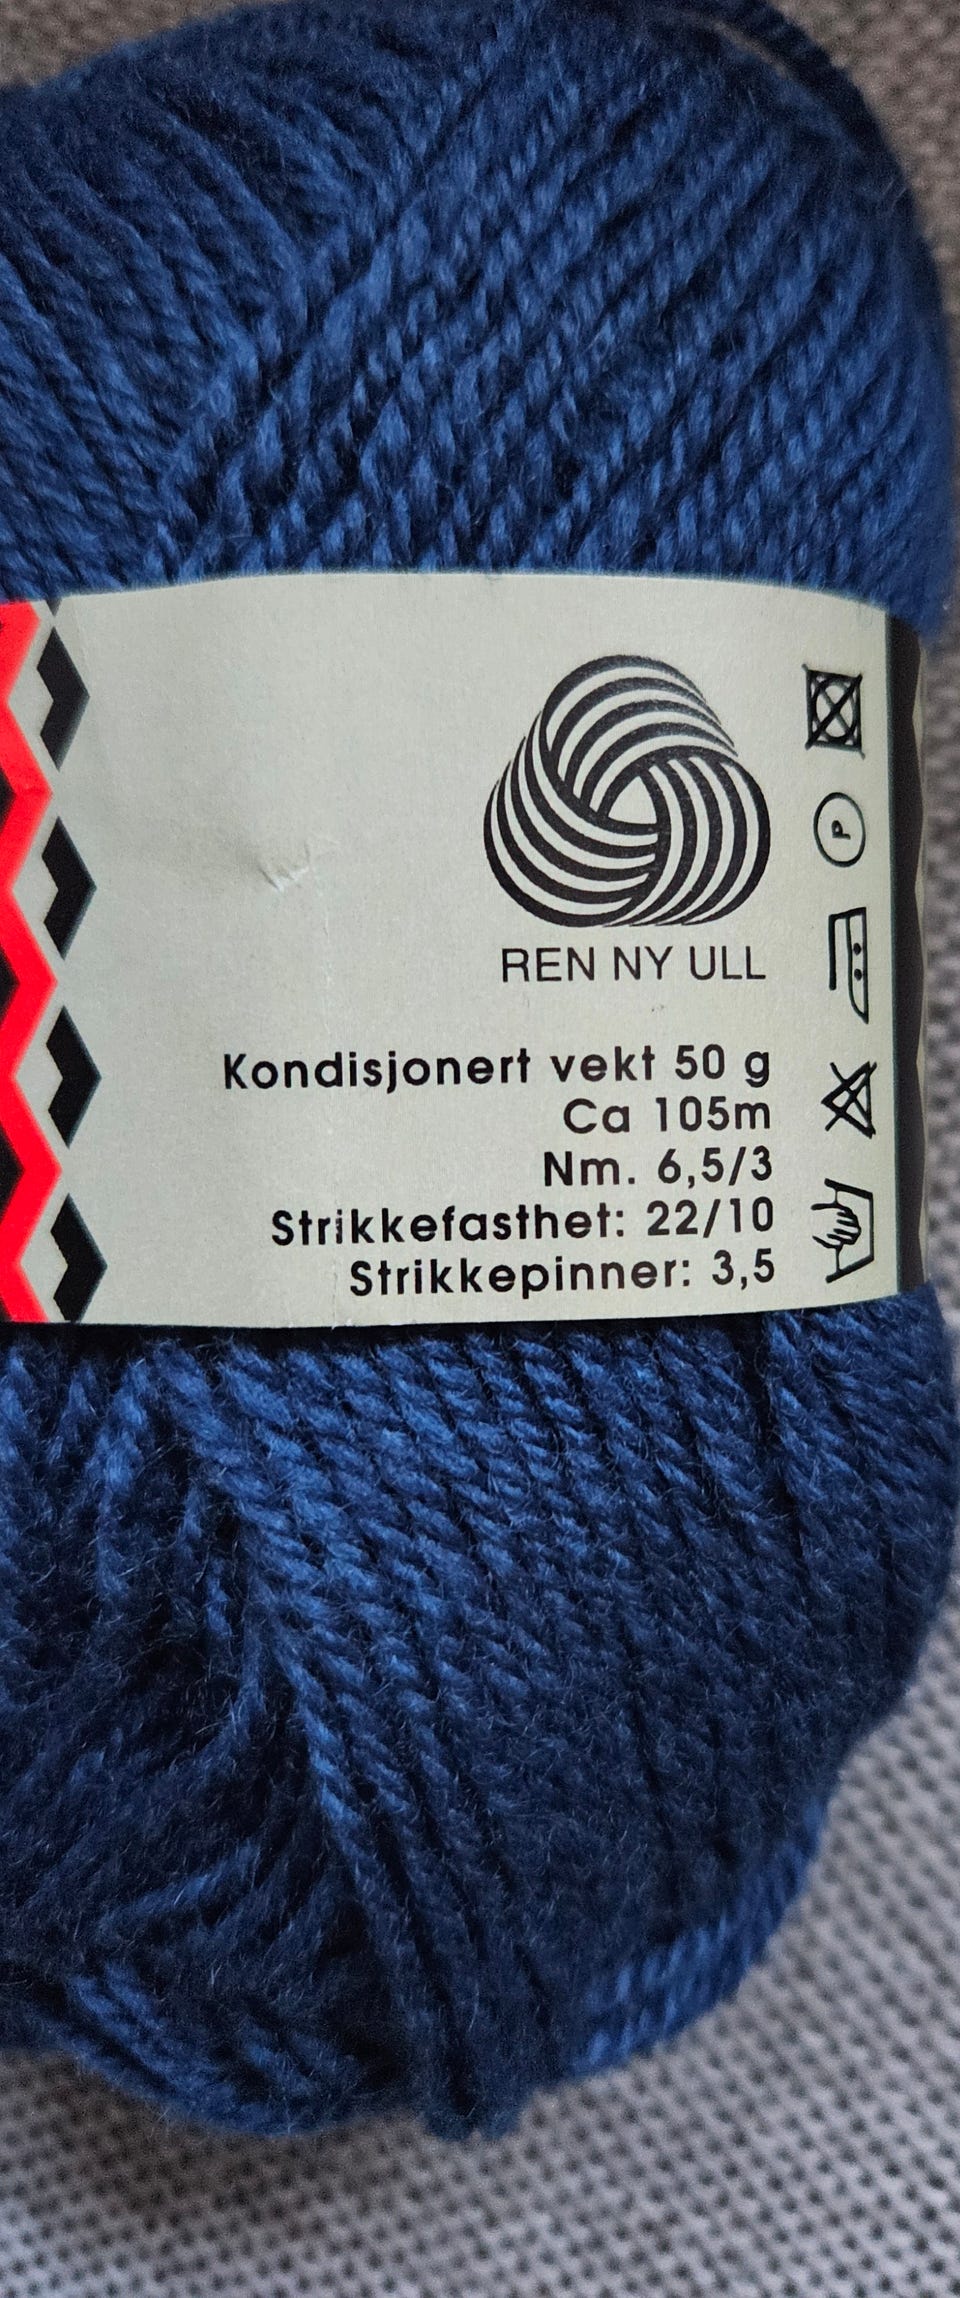 P
REN NY ULL
Kondisjonert vekt 50 g
Ca 105m
Nm. 6,5/3
Strikkefasthet: 22/10
Strikkepinner: 3,5